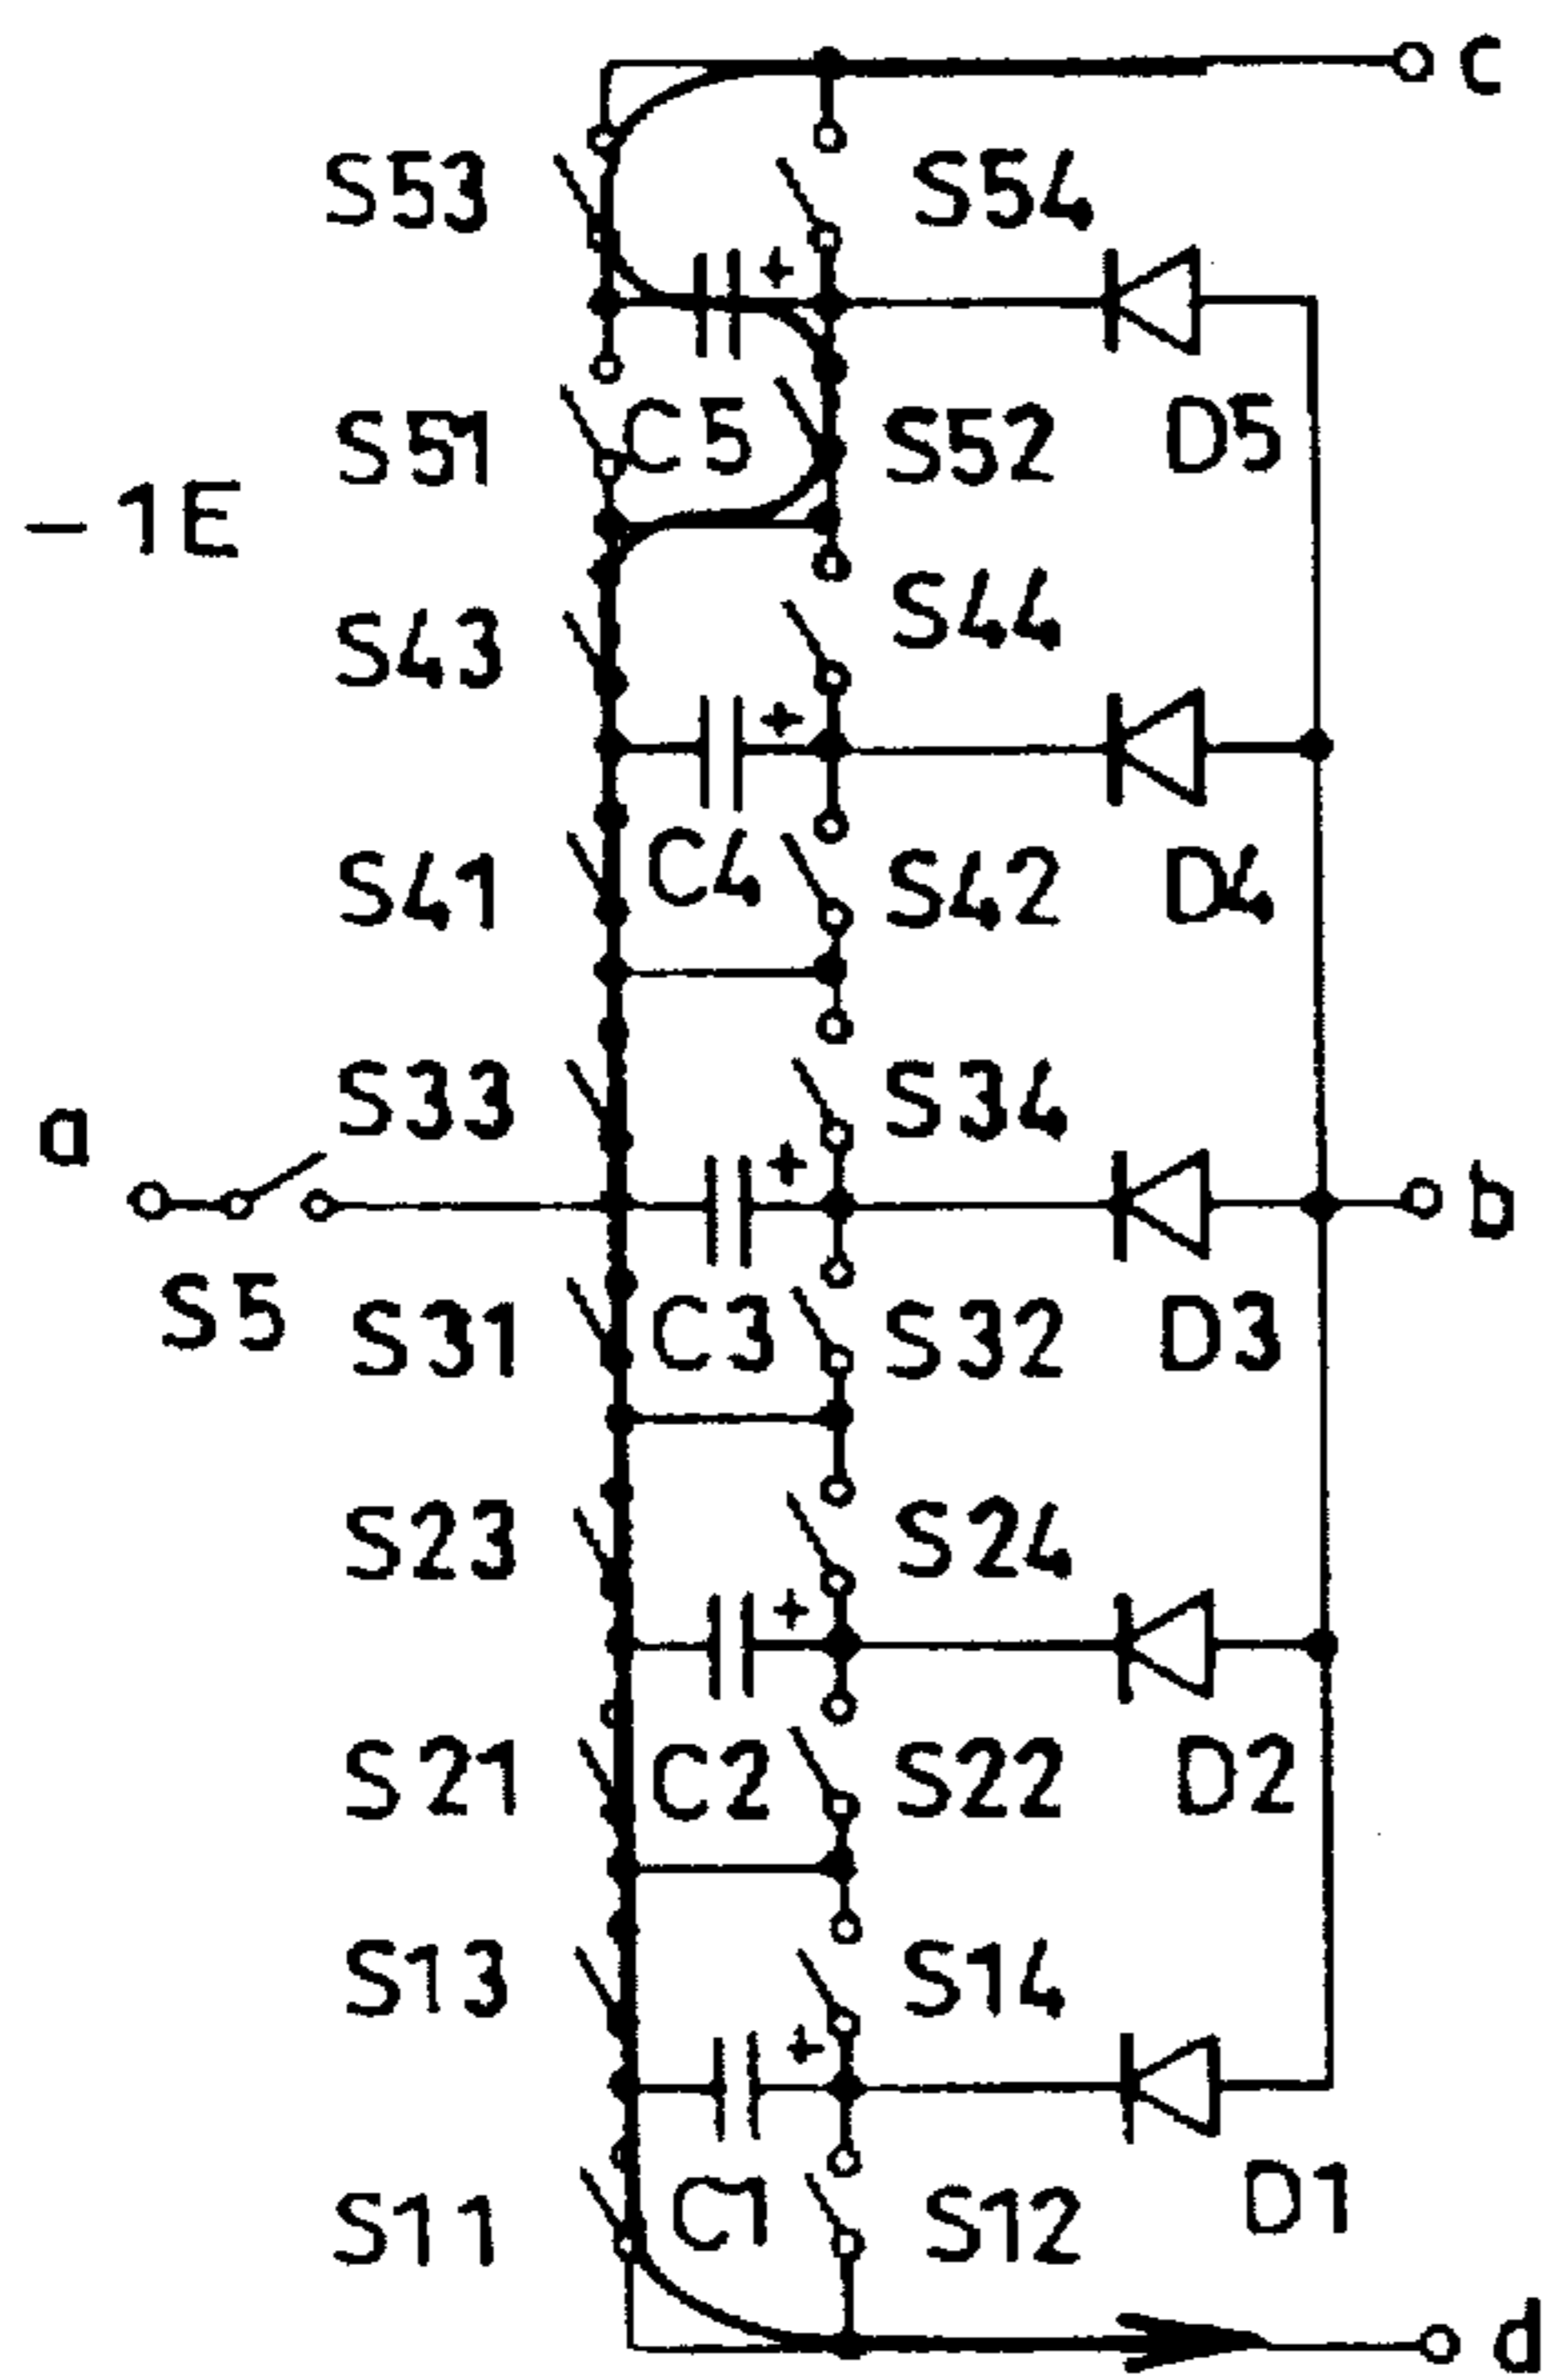 c
S53 S54
+
S51 C5 S52 D5
-1E
S43 S44
+
S41 C4 S42 D4
S33 S34
a
+
b
S5 S31 C3 S32 D3
S23 S24
+
S21 C2 S22 D2
S13 S14
+
S11 C1 S12 D1
d